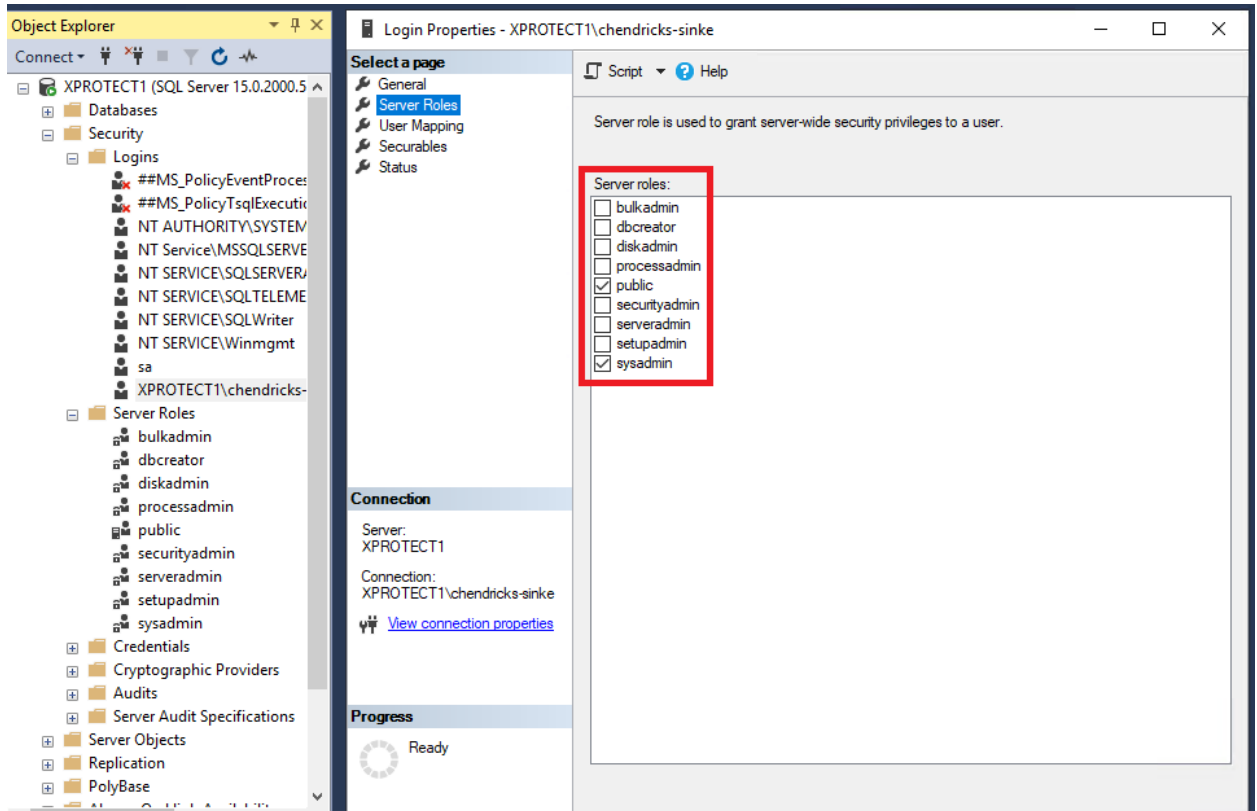 Object Explorer
Connect
XPROTECT1 (SQL Server 15.0.2000.5
Databases
Security
Logins
##MS_PolicyEventProces
##MS_PolicyTsqlExecutio
NT AUTHORITY\SYSTEM
NT Service\MSSQLSERVE
NT SERVICE\SQLSERVERA
NT SERVICE\SQLTELEME
NT SERVICE\SQLWriter
NT SERVICE\Winmgmt
sa
XPROTECT1\chendricks-
Server Roles
bulkadmin
dbcreator
diskadmin
processadmin
public
securityadmin
serveradmin
setupadmin
sysadmin
Credentials
Cryptographic Providers
Audits
Server Audit Specifications
Server Objects
Replication
PolyBase
Login Properties - XPROTECT1\chendricks-sinke
Select a page
General
Server Roles
User Mapping
Securables
Status
Connection
Server:
XPROTECT1
Connection:
XPROTECT1\chendricks-sinke
View connection properties
Progress
Ready
Script
Help
Server role is used to grant server-wide security privileges to a user.
Server roles:
bulkadmin
dbcreator
diskadmin
processadmin
public
securityadmin
serveradmin
setupadmin
sysadmin